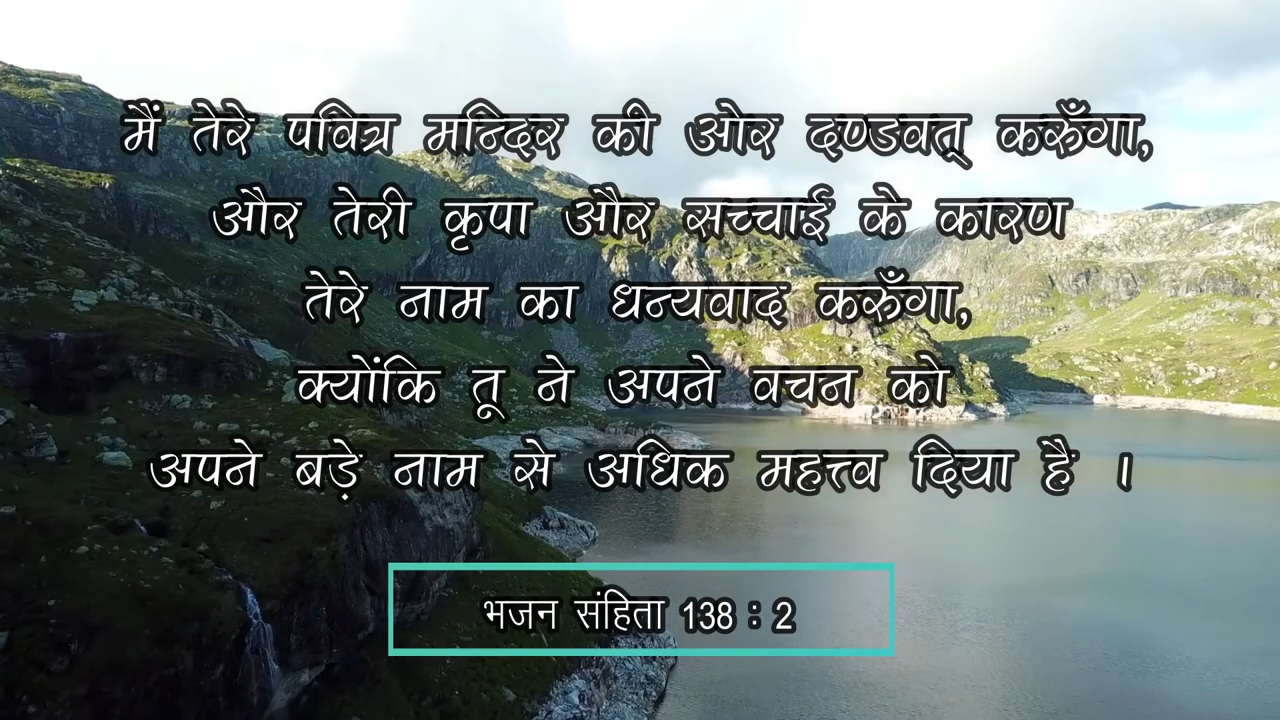 मैं तेरे पवित्र मन्दिर की ओर दण्डवत् करुँगा,
और तेरी कृपा और सच्चाई के कारण
तेरे नाम का धन्यवाद करुँगा,
क्योंकि तू ने अपने वचन को
अपने बड़े नाम से अधिक महत्त्व दिया है ।
भजन संहिता 138 : 2